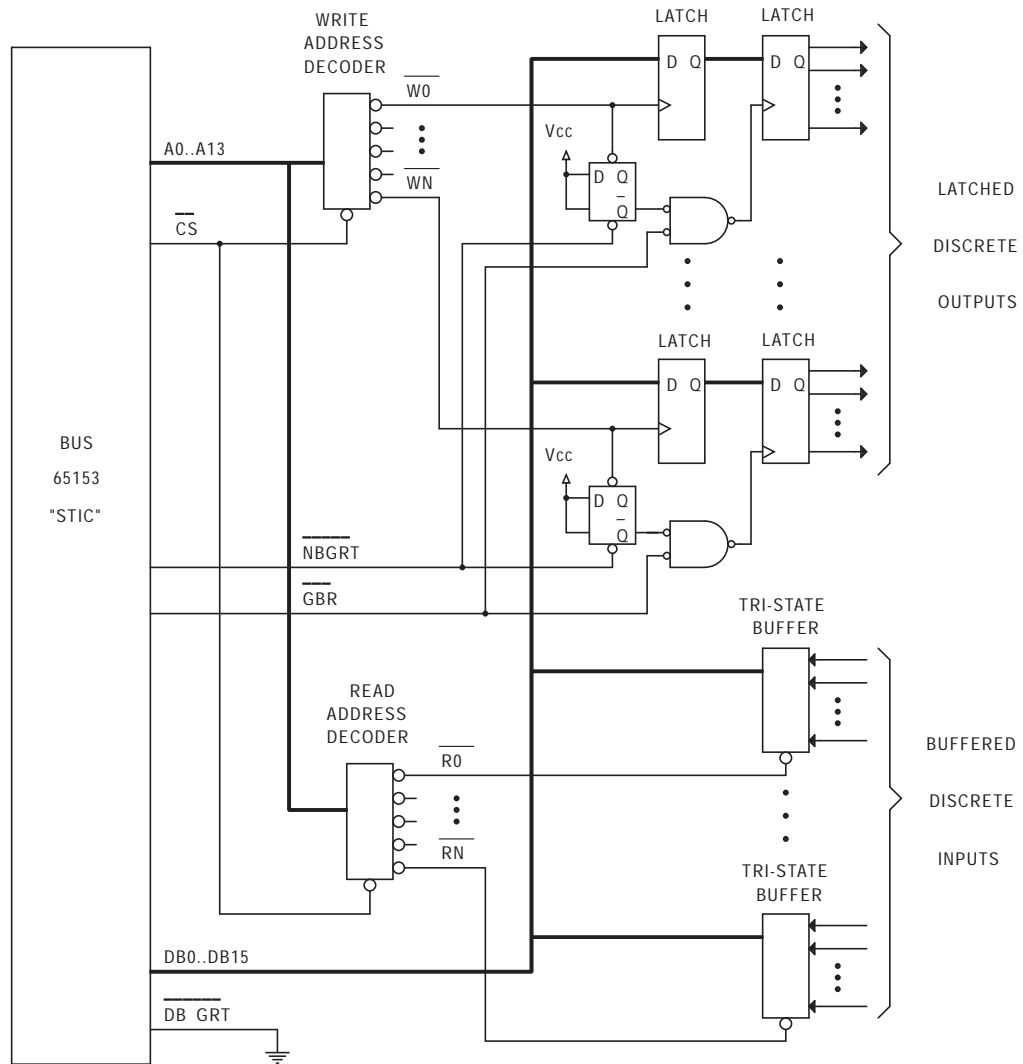 WRITE
ADDRESS
DECODER
LATCH
LATCH
W0
D Q
D Q
Vcc
A0..A13
WN
D Q
Q
CS
LATCHED
DISCRETE
OUTPUTS
LATCH
LATCH
D Q
D Q
BUS
65153
"STIC"
Vcc
D Q
Q
NBGRT
GBR
TRI-STATE
BUFFER
READ
ADDRESS
DECODER
R0
BUFFERED
DISCRETE
INPUTS
RN
TRI-STATE
BUFFER
DB0..DB15
DB GRT